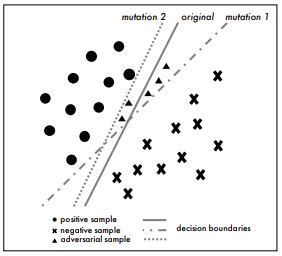 mutation 2 original mutation 1
positive sample
negative sample
adversarial sample
decision boundaries